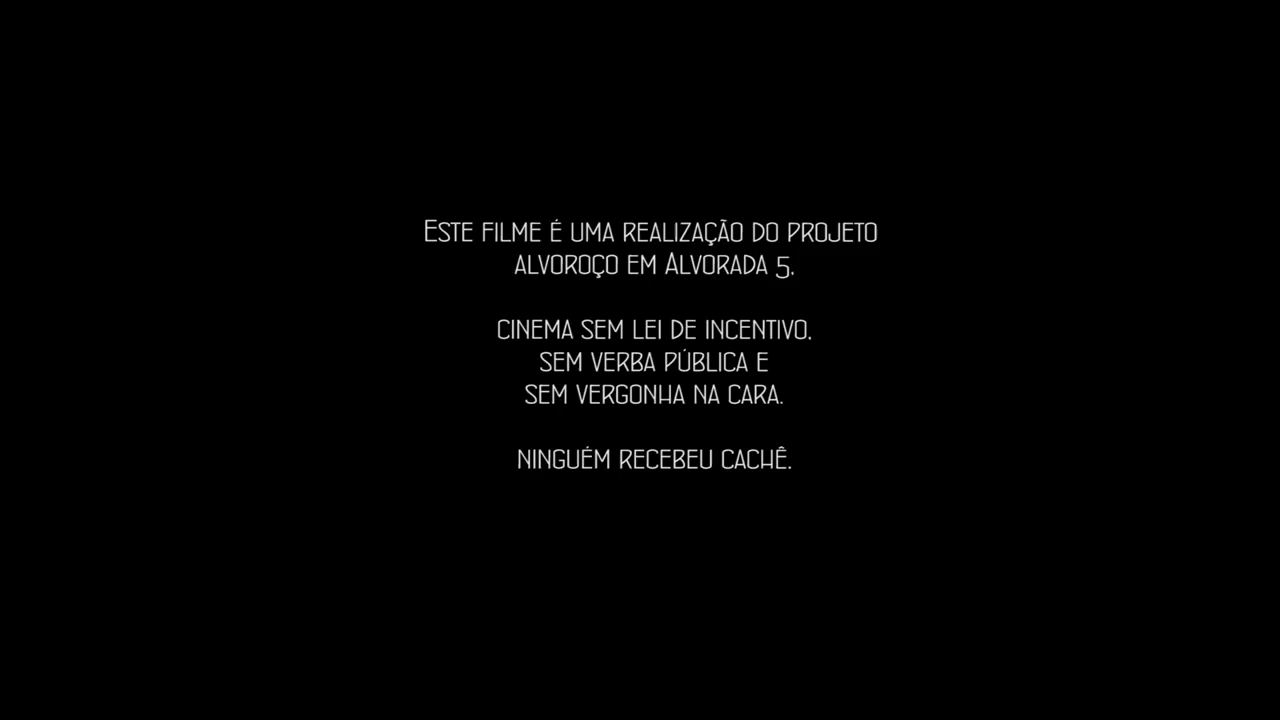 ESTE FILME É UMA REALIZAÇÃO DO PROJETO
ALVOROÇO EM ALVORADA 5.
CINEMA SEM LEI DE INCENTIVO,
SEM VERBA PÚBLICA E
SEM VERGONHA NA CARA.
NINGUÉM RECEBEU CACHÊ.